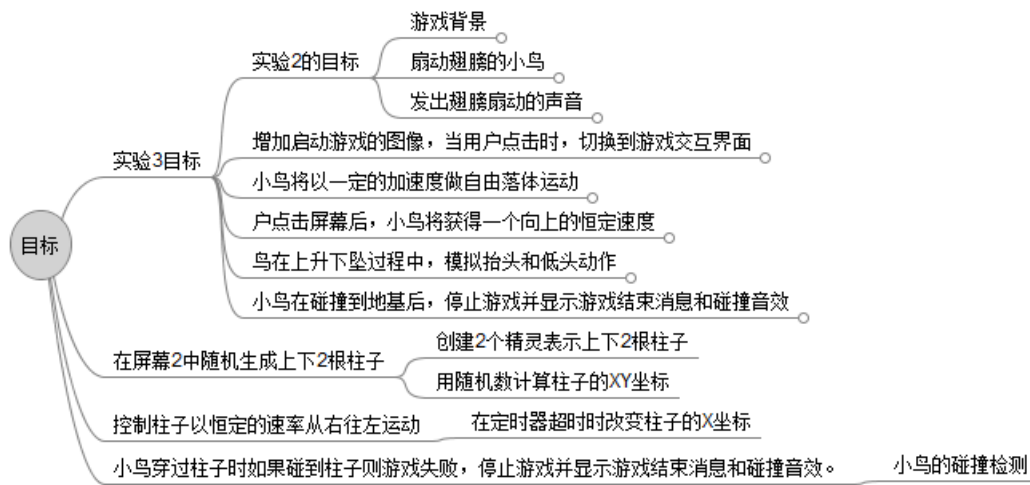 游戏背景
实验2的目标
扇动翅膀的小鸟
发出翅膀扇动的声音
增加启动游戏的图像，当用户点击时，切换到游戏交互界面
实验3目标
小鸟将以一定的加速度做自由落体运动
户点击屏幕后，小鸟将获得一个向上的恒定速度
目标
鸟在上升下坠过程中，模拟抬头和低头动作
小鸟在碰撞到地基后，停止游戏并显示游戏结束消息和碰撞音效
创建2个精灵表示上下2根柱子
在屏幕2中随机生成上下2根柱子
用随机数计算柱子的XY坐标
控制柱子以恒定的速率从右往左运动
在定时器超时时改变柱子的X坐标
小鸟穿过柱子时如果碰到柱子则游戏失败，停止游戏并显示游戏结束消息和碰撞音效。
小鸟的碰撞检测